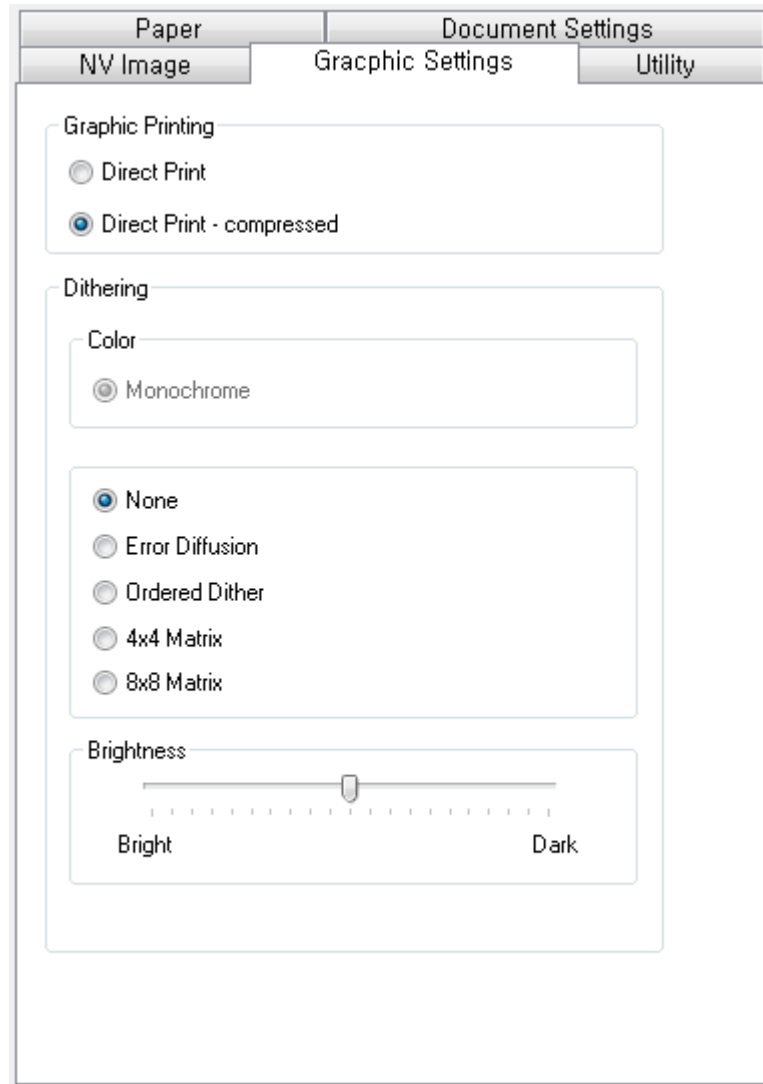 Paper Document Settings
NV Image Gracphic Settings Utility
Graphic Printing
Direct Print
Direct Print - compressed
Dithering
Color
Monochrome
None
Error Diffusion
Ordered Dither
4x4 Matrix
8x8 Matrix
Brightness
Bright Dark